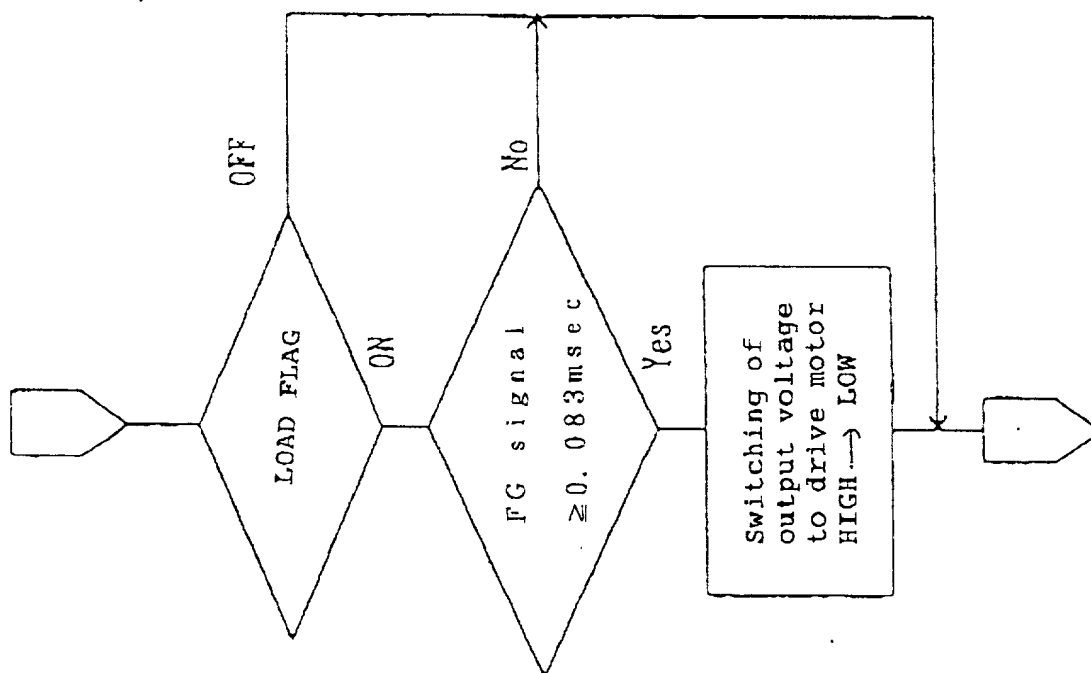 LOAD FLAG
OFF
ON
FG signal
≧0.083msec
No
Yes
Switching of
output voltage
to drive motor
HIGH → LOW